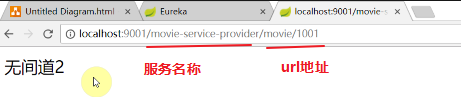 Untitled Diagram.html
Eureka
localhost:9001/movie-s
localhost:9001/movie-service-provider/movie/1001
无间道2
服务名称
url地址